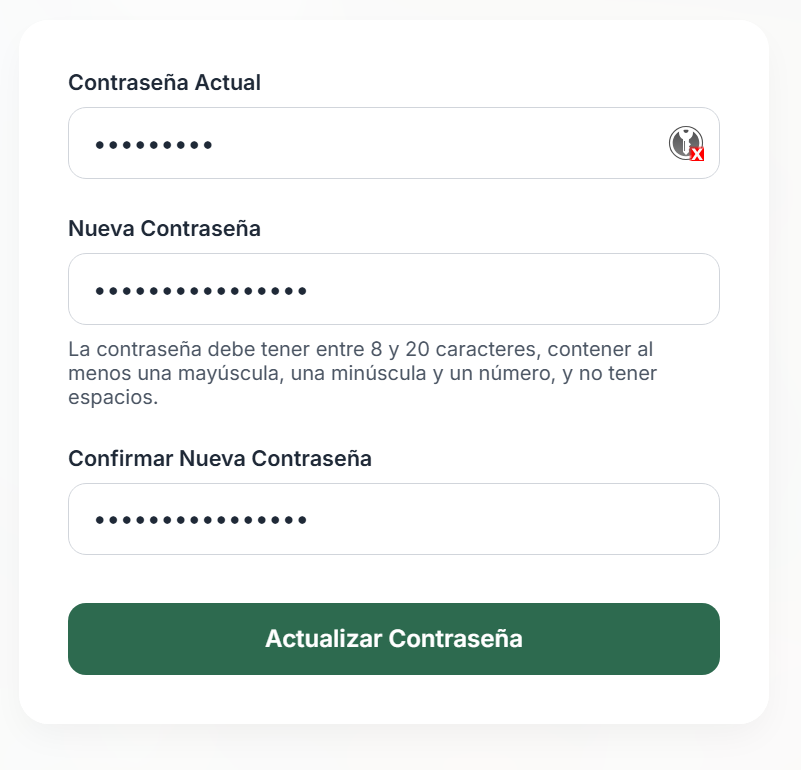 Contraseña Actual
•••••••••
Nueva Contraseña
••••••••••••••••
La contraseña debe tener entre 8 y 20 caracteres, contener al
menos una mayúscula, una minúscula y un número, y no tener
espacios.
Confirmar Nueva Contraseña
••••••••••••••••
Actualizar Contraseña